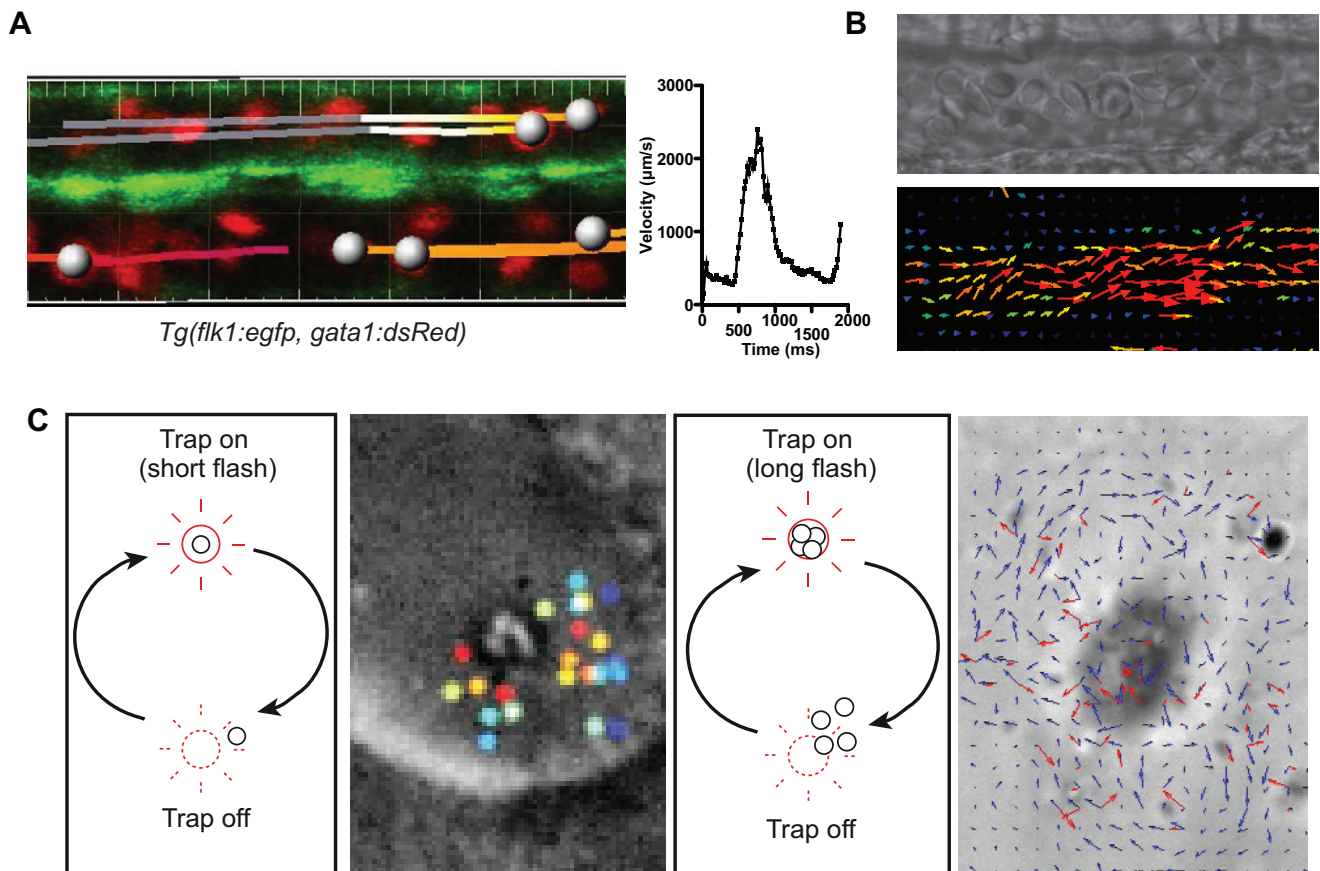 A
B
3000
2000
1000
0
Velocity (µm/s)
0
500
1000
1500
2000
Time (ms)
Tg(flk1:egfp, gata1:dsRed)
C
Trap on
(short flash)
Trap off
Trap on
(long flash)
Trap off